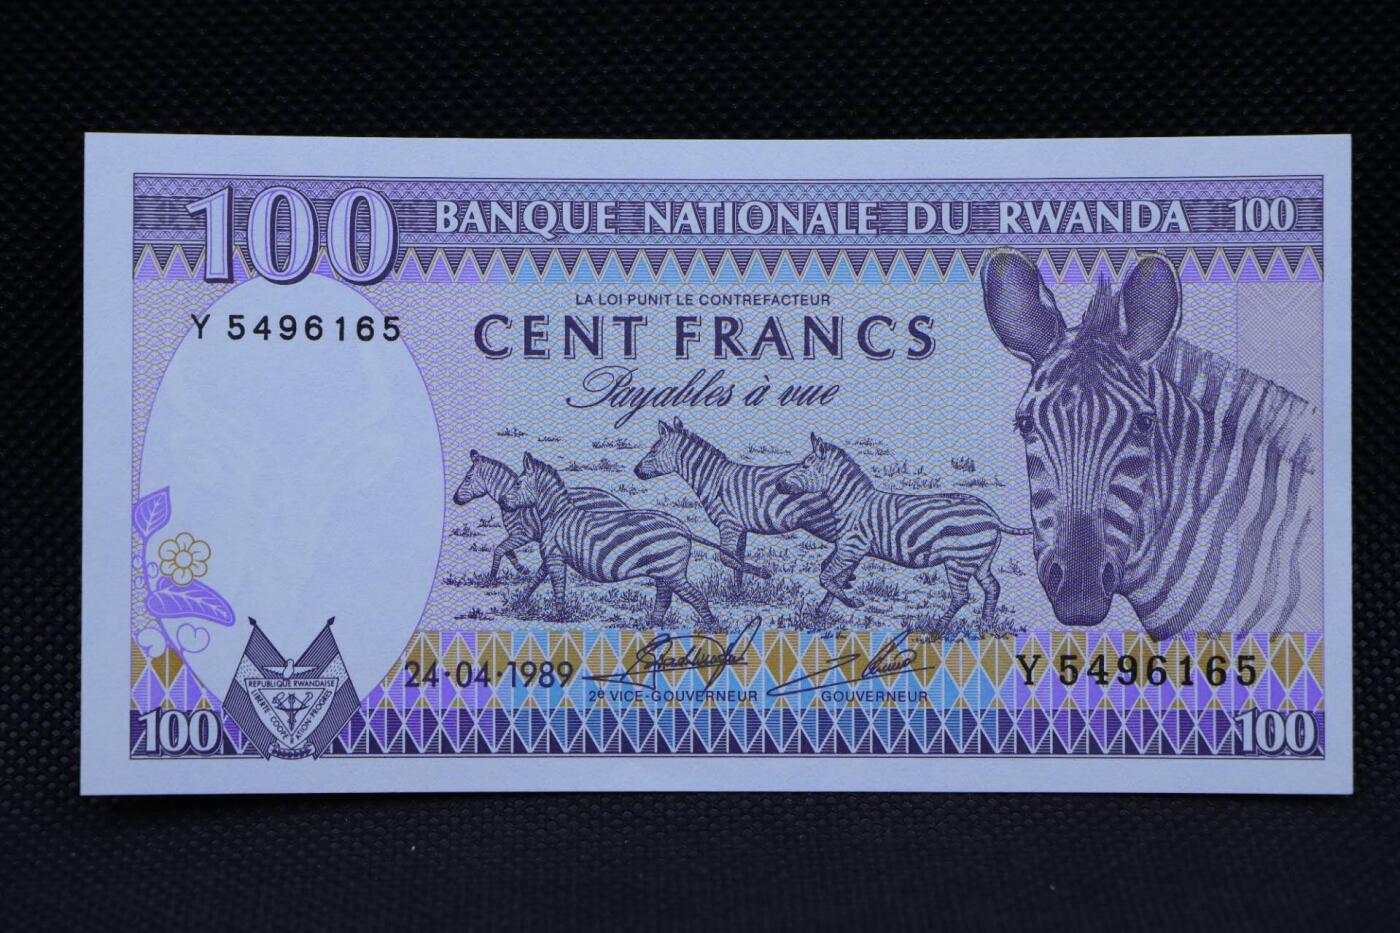 100 BANQUE NATIONALE DU RWANDA 100
Y 5496165
LA LOI PUNIT LE CONTREFACTEUR
CENT FRANCS
Payables à vue
24·04·1989
2e VICE-GOUVERNEUR
GOUVERNEUR
Y 5496165
REPUBLIQUE RWANDAISE
100
100